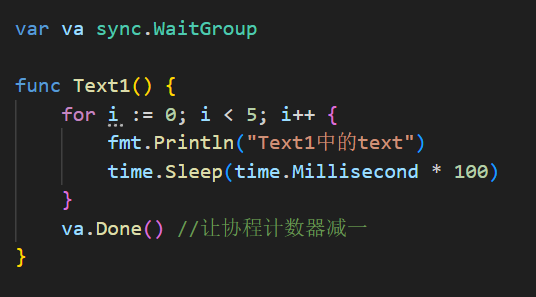 var va sync.WaitGroup
func Text1() {
for i := 0; i < 5; i++ {
fmt.Println("Text1中的text")
time.Sleep(time.Millisecond * 100)
}
va.Done() //让协程计数器减一
}